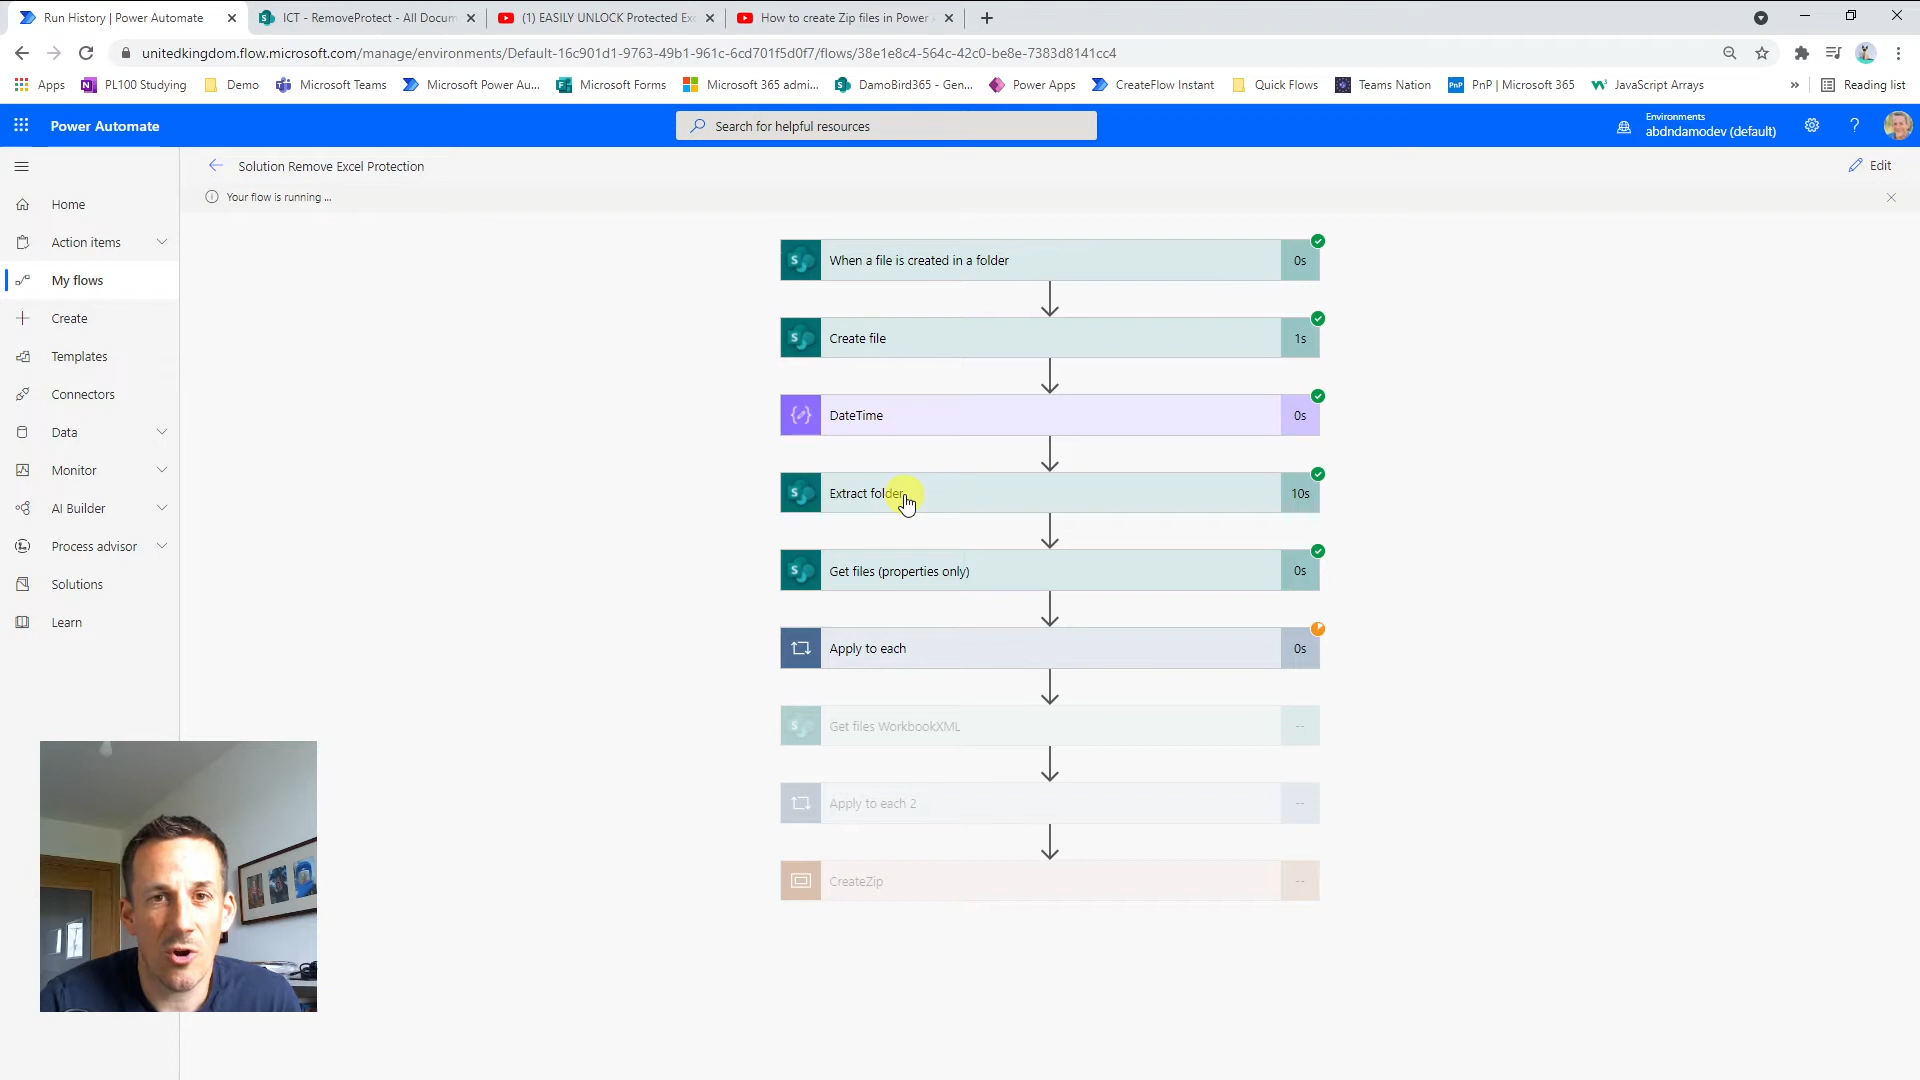 Run History | Power Automate
ICT - RemoveProtect - All Docum
(1) EASILY UNLOCK Protected Exc
How to create Zip files in Power
unitedkingdom.flow.microsoft.com/manage/environments/Default-16c901d1-9763-49b1-961c-6cd701f5d0f7/flows/38e1e8c4-564c-42c0-be8e-7383d8141cc4
Apps
PL100 Studying
Demo
Microsoft Teams
Microsoft Power Au...
Microsoft Forms
Microsoft 365 admi...
DamoBird365 - Gen...
Power Apps
CreateFlow Instant
Quick Flows
Teams Nation
PnP | Microsoft 365
JavaScript Arrays
»
Reading list
Power Automate
Search for helpful resources
Environments
abdndamodev (default)
?
Solution Remove Excel Protection
Edit
Your flow is running ...
Home
Action items
My flows
Create
Templates
Connectors
Data
Monitor
AI Builder
Process advisor
Solutions
Learn
When a file is created in a folder
0s
Create file
1s
DateTime
0s
Extract folder
10s
Get files (properties only)
0s
Apply to each
0s
Get files WorkbookXML
--
Apply to each 2
--
CreateZip
--